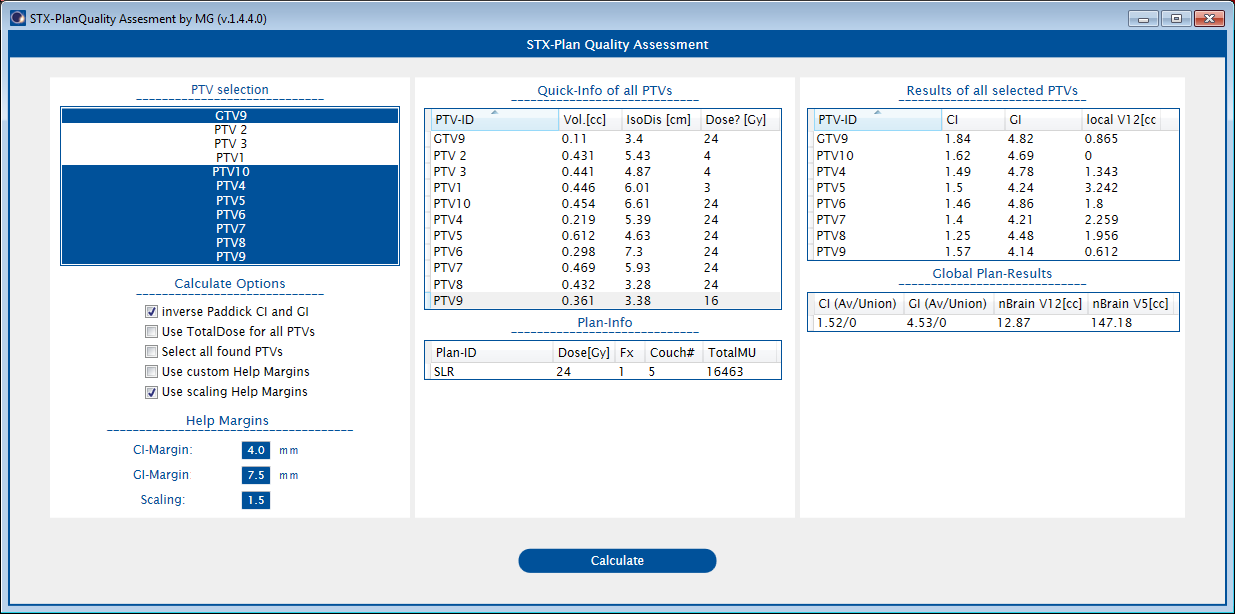 STX-PlanQuality Assesment by MG (v.1.4.4.0)
STX-Plan Quality Assessment
PTV selection
GTV9
PTV 2
PTV 3
PTV1
PTV10
PTV4
PTV5
PTV6
PTV7
PTV8
PTV9
Calculate Options
inverse Paddick CI and GI
Use TotalDose for all PTVs
Select all found PTVs
Use custom Help Margins
Use scaling Help Margins
Help Margins
CI-Margin: 4.0 mm
GI-Margin: 7.5 mm
Scaling: 1.5
Quick-Info of all PTVs
PTV-ID Vol.[cc] IsoDis [cm] Dose? [Gy]
GTV9 0.11 3.4 24
PTV 2 0.431 5.43 4
PTV 3 0.441 4.87 4
PTV1 0.446 6.01 3
PTV10 0.454 6.61 24
PTV4 0.219 5.39 24
PTV5 0.612 4.63 24
PTV6 0.298 7.3 24
PTV7 0.469 5.93 24
PTV8 0.432 3.28 24
PTV9 0.361 3.38 16
Plan-Info
Plan-ID Dose[Gy] Fx Couch# TotalMU
SLR 24 1 5 16463
Results of all selected PTVs
PTV-ID CI GI local V12[cc
GTV9 1.84 4.82 0.865
PTV10 1.62 4.69 0
PTV4 1.49 4.78 1.343
PTV5 1.5 4.24 3.242
PTV6 1.46 4.86 1.8
PTV7 1.4 4.21 2.259
PTV8 1.25 4.48 1.956
PTV9 1.57 4.14 0.612
Global Plan-Results
CI (Av/Union) GI (Av/Union) nBrain V12[cc] nBrain V5[cc]
1.52/0 4.53/0 12.87 147.18
Calculate